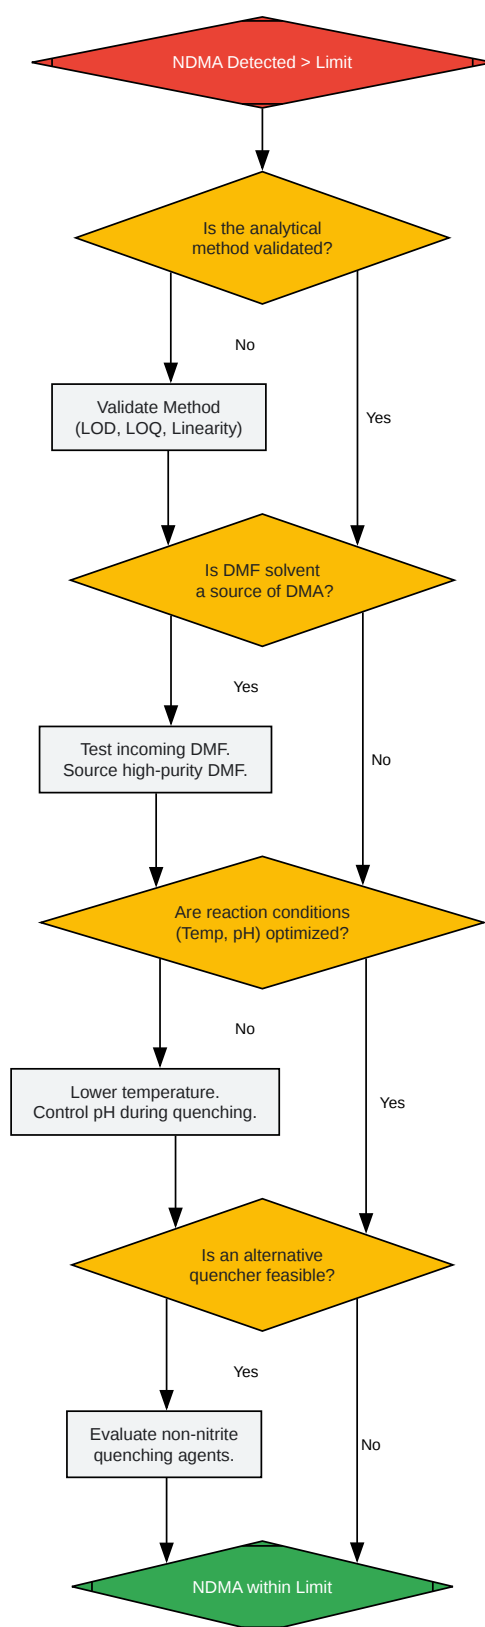 NDMA Detected > Limit
Is the analytical
method validated?
No
Validate Method
(LOD, LOQ, Linearity)
Yes
Is DMF solvent
a source of DMA?
Yes
Test incoming DMF.
Source high-purity DMF.
No
Are reaction conditions
(Temp, pH) optimized?
No
Lower temperature.
Control pH during quenching.
Yes
Is an alternative
quencher feasible?
Yes
Evaluate non-nitrite
quenching agents.
No
NDMA within Limit